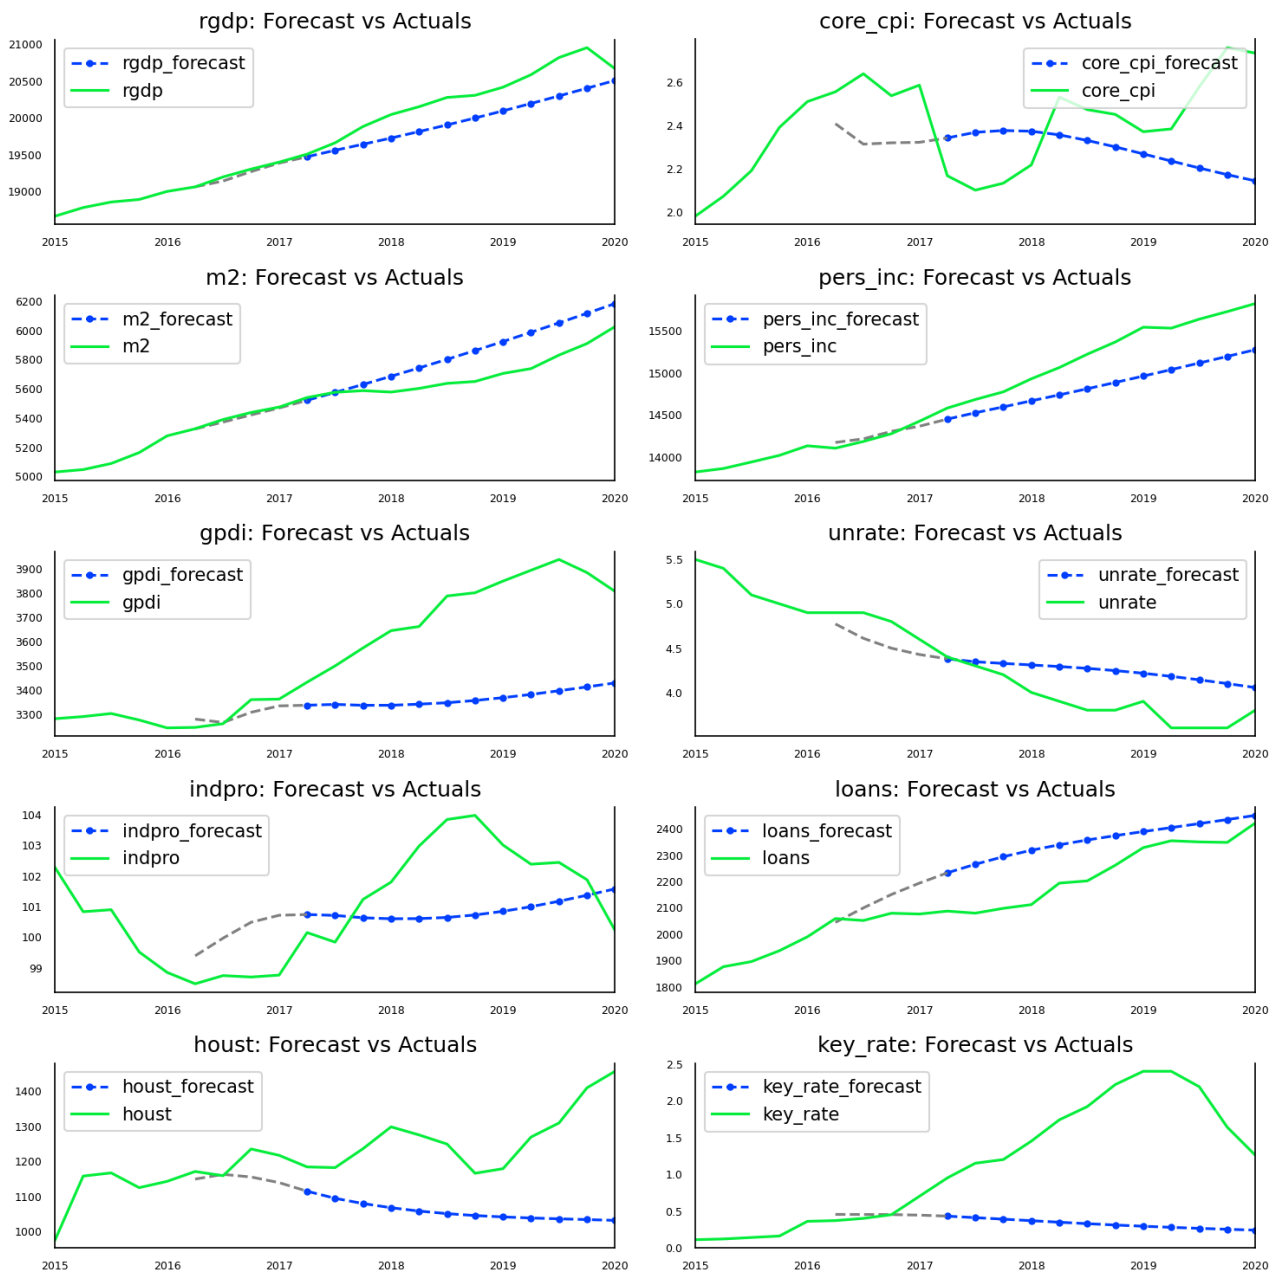 rgdp: Forecast vs Actuals
21000
20500
20000
19500
19000
rgdp_forecast
rgdp
2015 2016 2017 2018 2019 2020
core_cpi: Forecast vs Actuals
2.6
2.4
2.2
2.0
core_cpi_forecast
core_cpi
2015 2016 2017 2018 2019 2020
m2: Forecast vs Actuals
6200
6000
5800
5600
5400
5200
5000
m2_forecast
m2
2015 2016 2017 2018 2019 2020
pers_inc: Forecast vs Actuals
15500
15000
14500
14000
pers_inc_forecast
pers_inc
2015 2016 2017 2018 2019 2020
gpdi: Forecast vs Actuals
3900
3800
3700
3600
3500
3400
3300
gpdi_forecast
gpdi
2015 2016 2017 2018 2019 2020
unrate: Forecast vs Actuals
5.5
5.0
4.5
4.0
unrate_forecast
unrate
2015 2016 2017 2018 2019 2020
indpro: Forecast vs Actuals
104
103
102
101
100
99
indpro_forecast
indpro
2015 2016 2017 2018 2019 2020
loans: Forecast vs Actuals
2400
2300
2200
2100
2000
1900
1800
loans_forecast
loans
2015 2016 2017 2018 2019 2020
houst: Forecast vs Actuals
1400
1300
1200
1100
1000
houst_forecast
houst
2015 2016 2017 2018 2019 2020
key_rate: Forecast vs Actuals
2.5
2.0
1.5
1.0
0.5
0.0
key_rate_forecast
key_rate
2015 2016 2017 2018 2019 2020